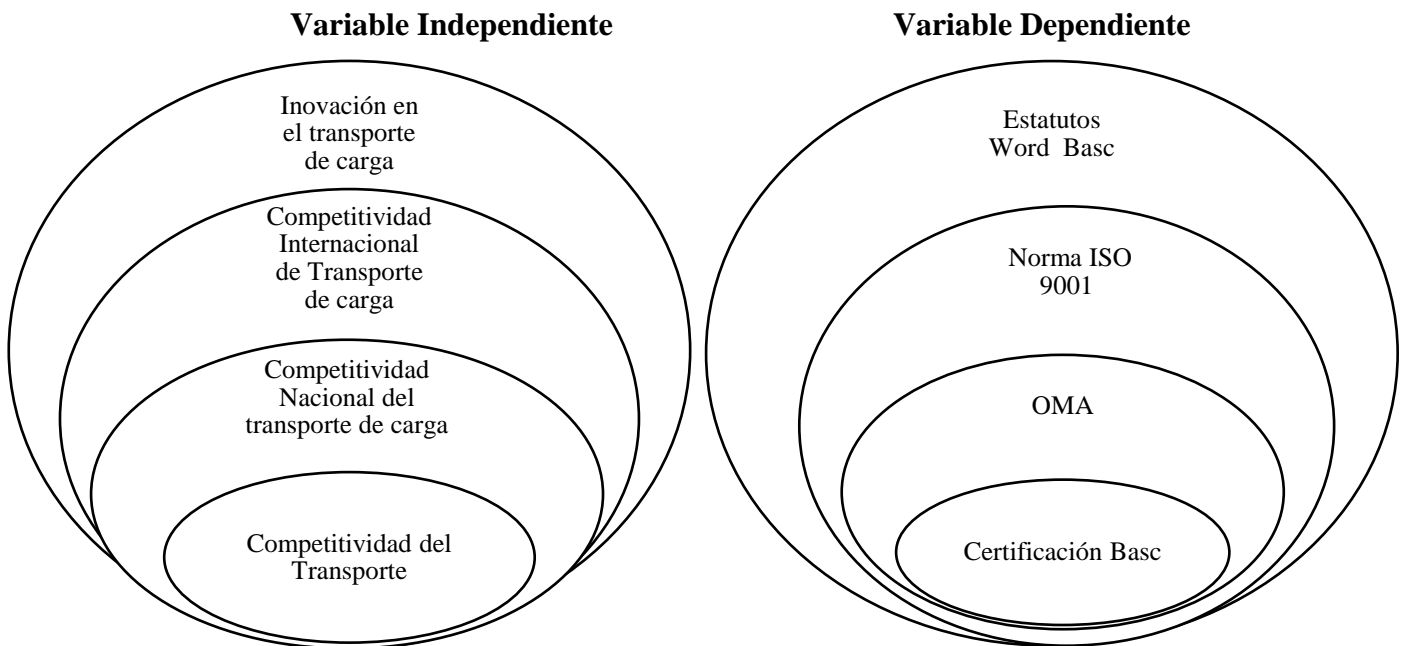 Variable Independiente
Variable Dependiente
Inovación en
el transporte
de carga
Competitividad
Internacional
de Transporte
de carga
Competitividad
Nacional del
transporte de carga
Competitividad del
Transporte
Estatutos
Word Basc
Norma ISO
9001
OMA
Certificación Basc